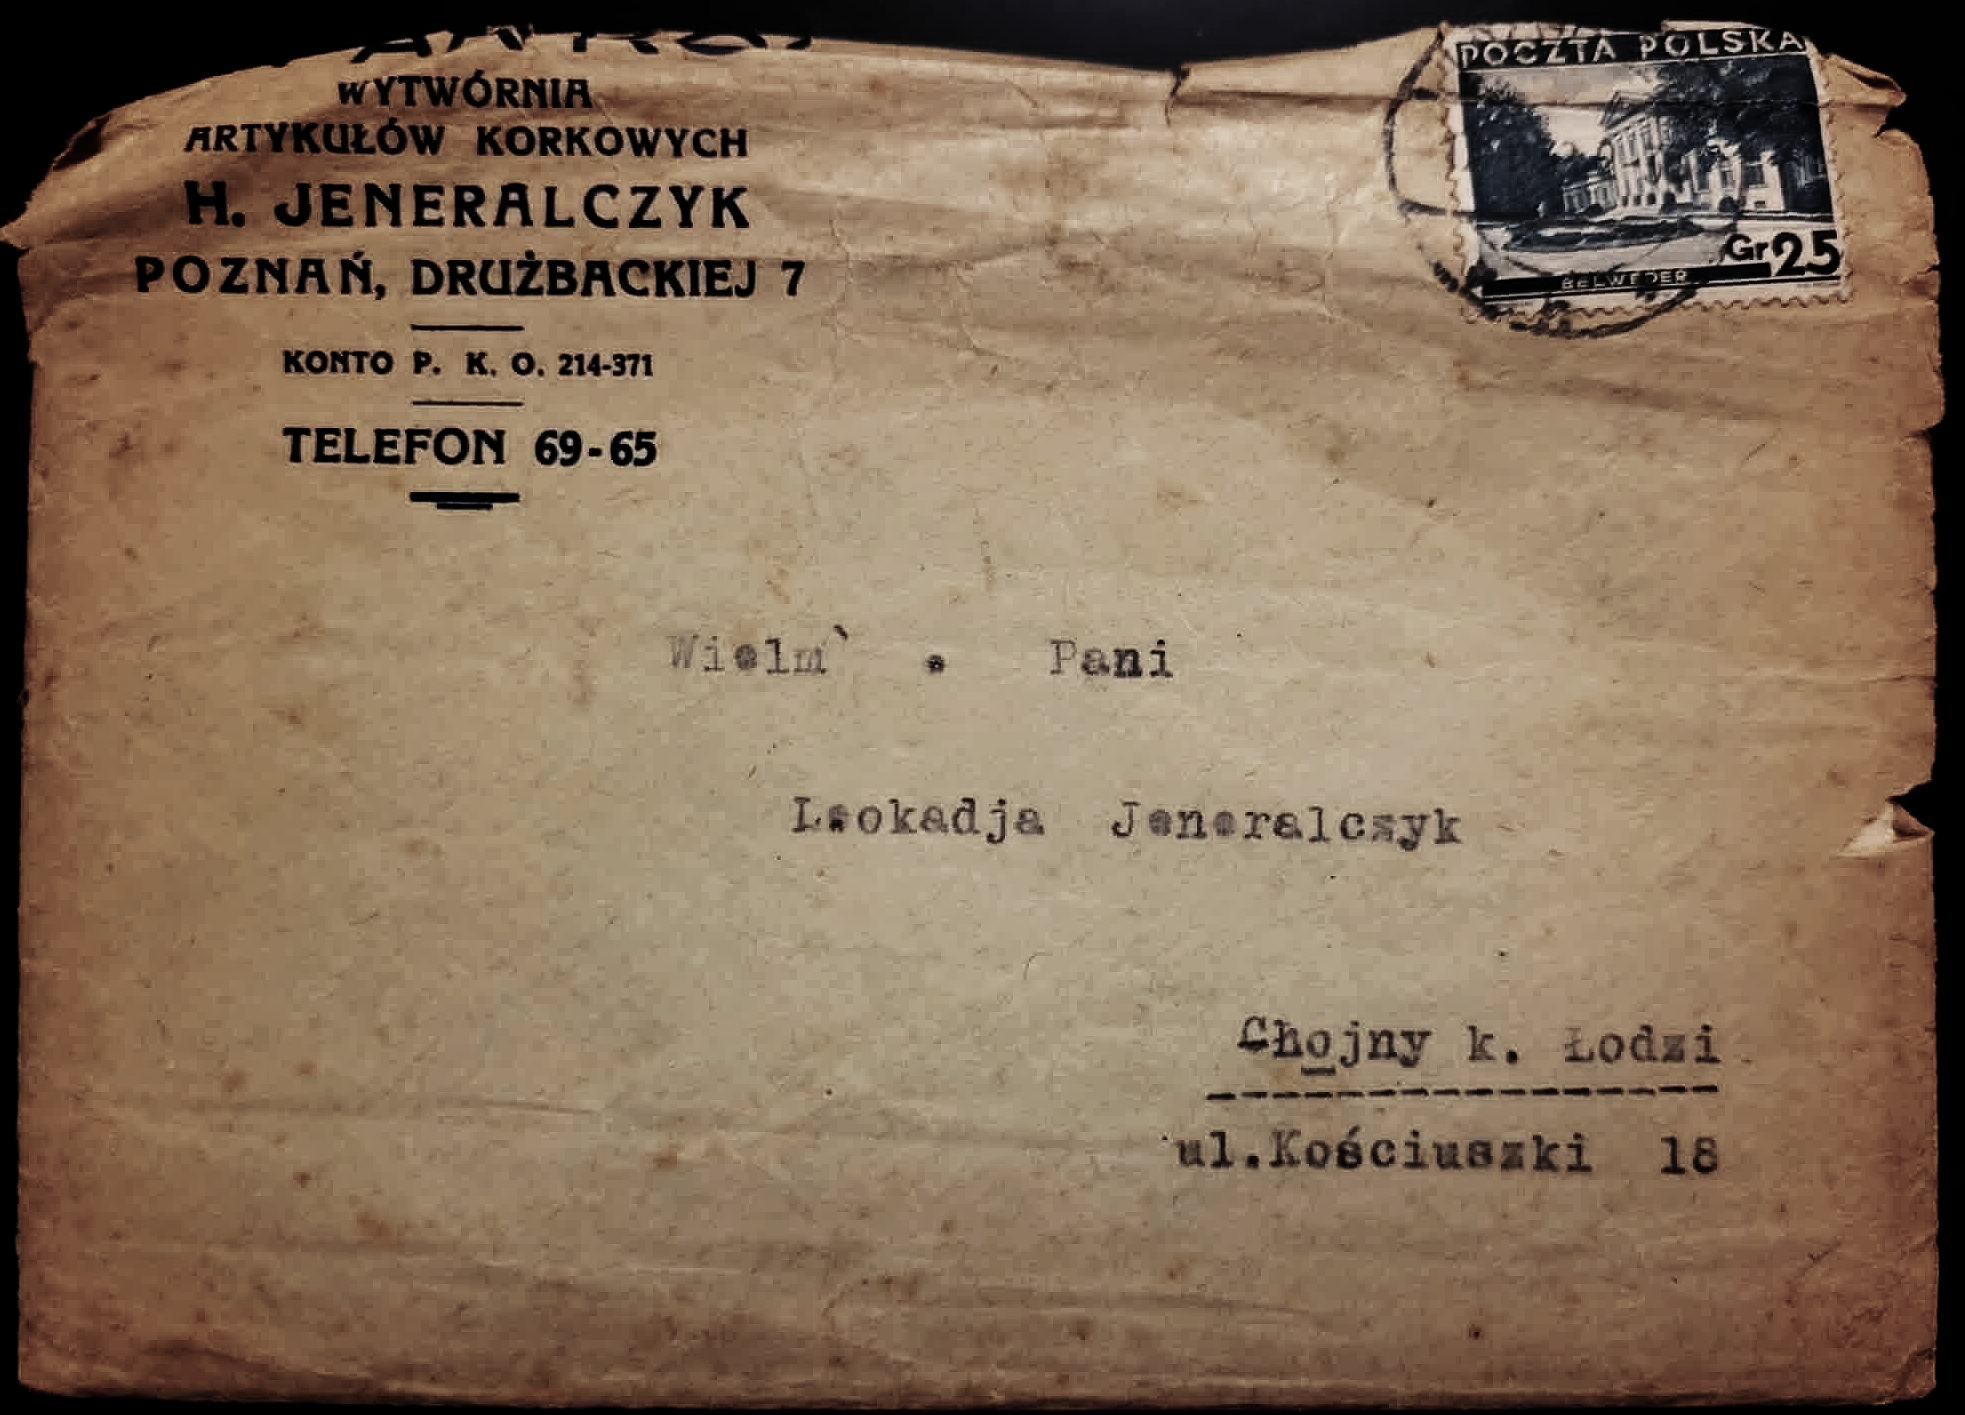 WYTWÓRNIA
ARTYKUŁÓW KORKOWYCH
H. JENERALCZYK
POZNAŃ, DRUŻBACKIEJ 7
KONTO P. K. O. 214-371
TELEFON 69-65
POCZTA POLSKA
Gr 25
BELWEDER
Wielm . Pani
Leokadja Jeneralczyk
Chojny k. Łodzi
ul.Kościuszki 18